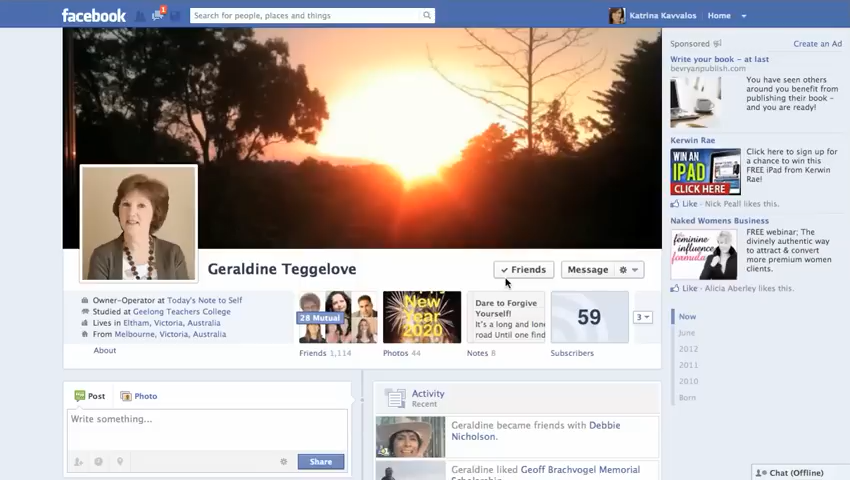 facebook
1
Search for people, places and things
Katrina Kavvalos
Home
Sponsored
Create an Ad
Write your book – at last
bevryanpublish.com
You have seen others
around you benefit from
publishing their book –
and you are ready!
Kerwin Rae
WIN AN
IPAD
CLICK HERE
Click here to sign up for
a chance to win this
FREE iPad from Kerwin
Rae!
Like · Nick Peall likes this.
Naked Womens Business
feminine
influence
formula
FREE webinar; The
divinely authentic way
to attract & convert
more premium women
clients.
Like · Alicia Aberley likes this.
Geraldine Teggelove
Friends
Message
Owner-Operator at Today's Note to Self
Studied at Geelong Teachers College
Lives in Eltham, Victoria, Australia
From Melbourne, Victoria, Australia
About
28 Mutual
Friends 1,114
New
Year
2020
Photos 44
Dare to Forgive
Yourself!
It's a long and lone
road Until one find
Notes 8
59
Subscribers
3
Now
June
2012
2011
2010
Born
Post
Photo
Write something...
Share
Activity
Recent
Geraldine became friends with Debbie
Nicholson.
Geraldine liked Geoff Brachvogel Memorial
Chat (Offline)